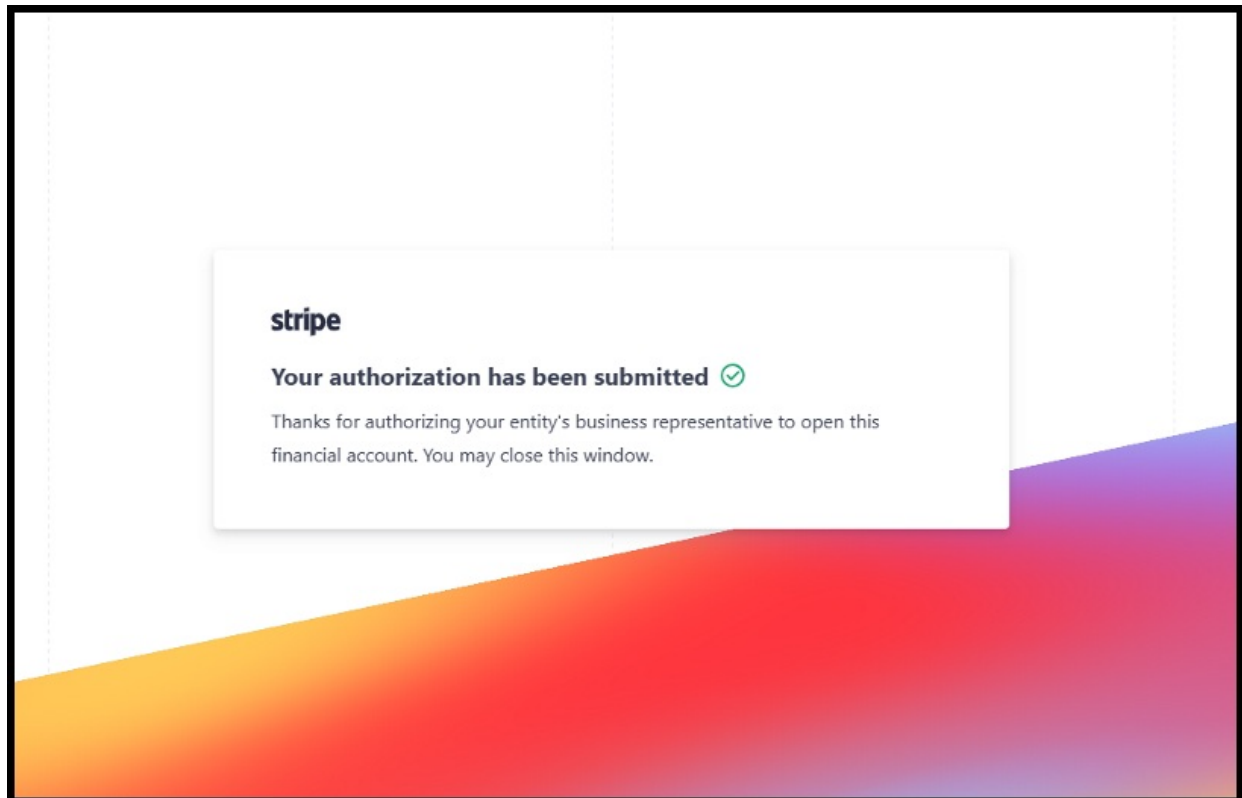 stripe
Your authorization has been submitted
Thanks for authorizing your entity's business representative to open this
financial account. You may close this window.